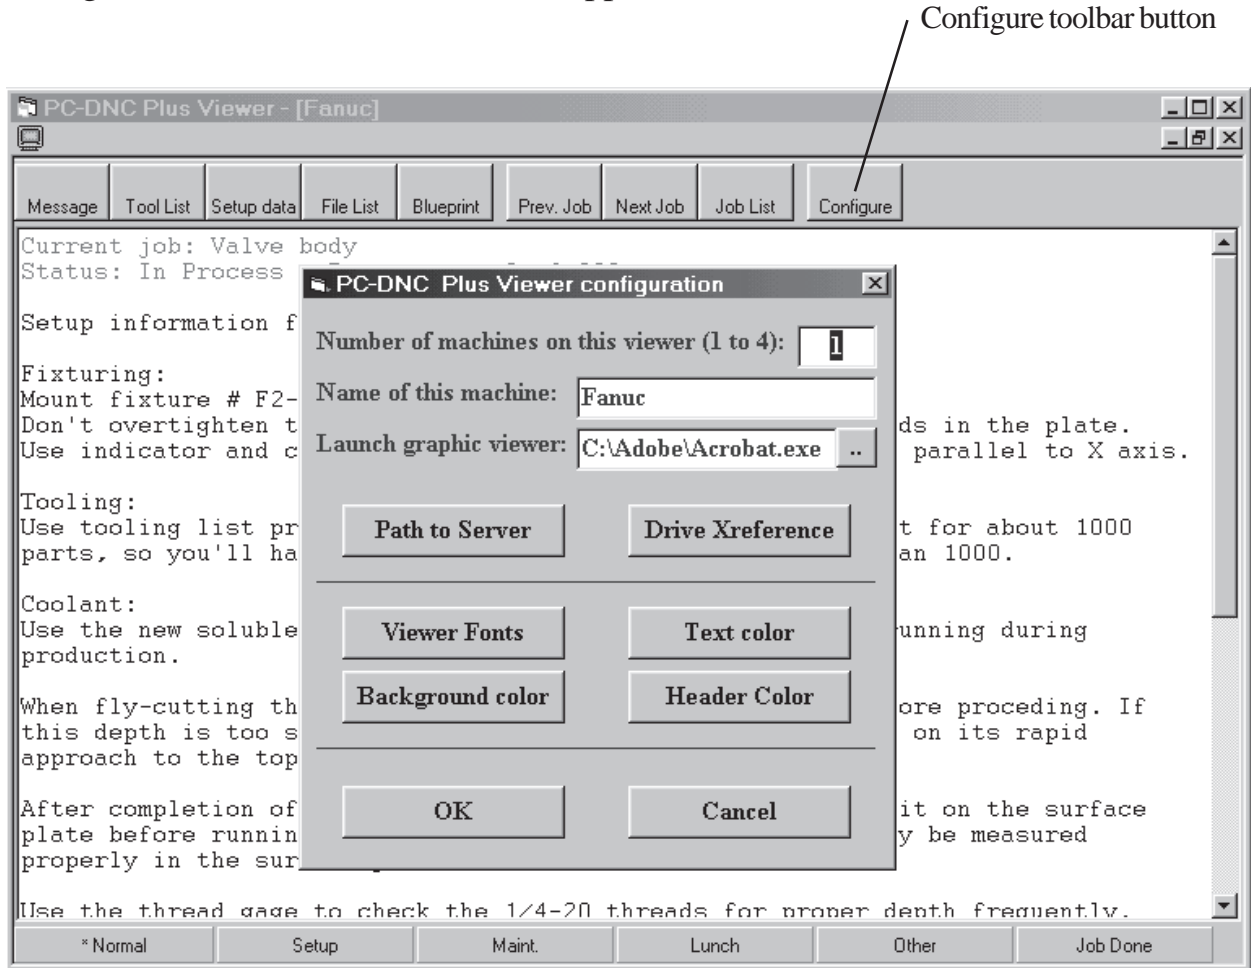 Configure toolbar button
PC-DNC Plus Viewer - [Fanuc]
Message Tool List Setup data File List Blueprint Prev. Job Next Job Job List Configure
Current job: Valve body
Status: In Process
PC-DNC Plus Viewer configuration
Number of machines on this viewer (1 to 4): 1
Name of this machine: Fanuc
Launch graphic viewer: C:\Adobe\Acrobat.exe ..
Path to Server Drive Xreference
Viewer Fonts Text color
Background color Header Color
OK Cancel
Setup information f
Fixturing:
Mount fixture # F2-
Don't overtighten t ds in the plate.
Use indicator and c parallel to X axis.
Tooling:
Use tooling list pr t for about 1000
parts, so you'll ha an 1000.
Coolant:
Use the new soluble unning during
production.
When fly-cutting th ore proceding. If
this depth is too s on its rapid
approach to the top
After completion of it on the surface
plate before runnin y be measured
properly in the sur
Use the thread gage to check the 1/4-20 threads for proper depth frequently.
*Normal Setup Maint. Lunch Other Job Done